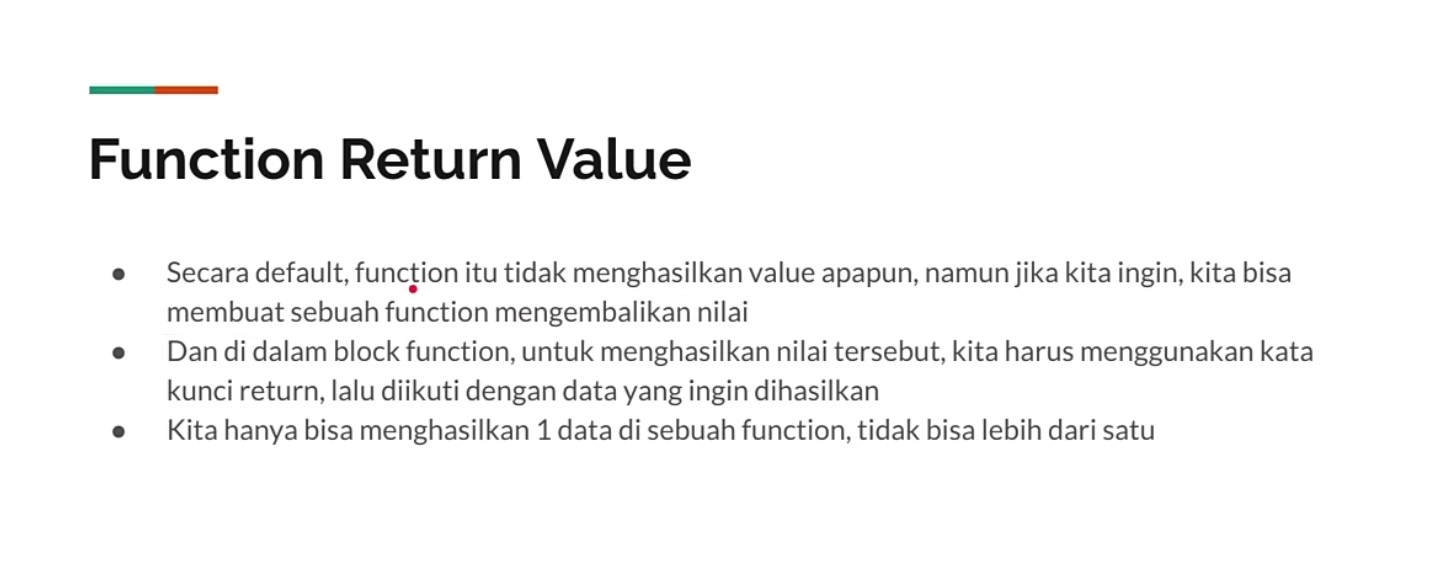 Function Return Value
● Secara default, function itu tidak menghasilkan value apapun, namun jika kita ingin, kita bisa
membuat sebuah function mengembalikan nilai
● Dan di dalam block function, untuk menghasilkan nilai tersebut, kita harus menggunakan kata
kunci return, lalu diikuti dengan data yang ingin dihasilkan
● Kita hanya bisa menghasilkan 1 data di sebuah function, tidak bisa lebih dari satu